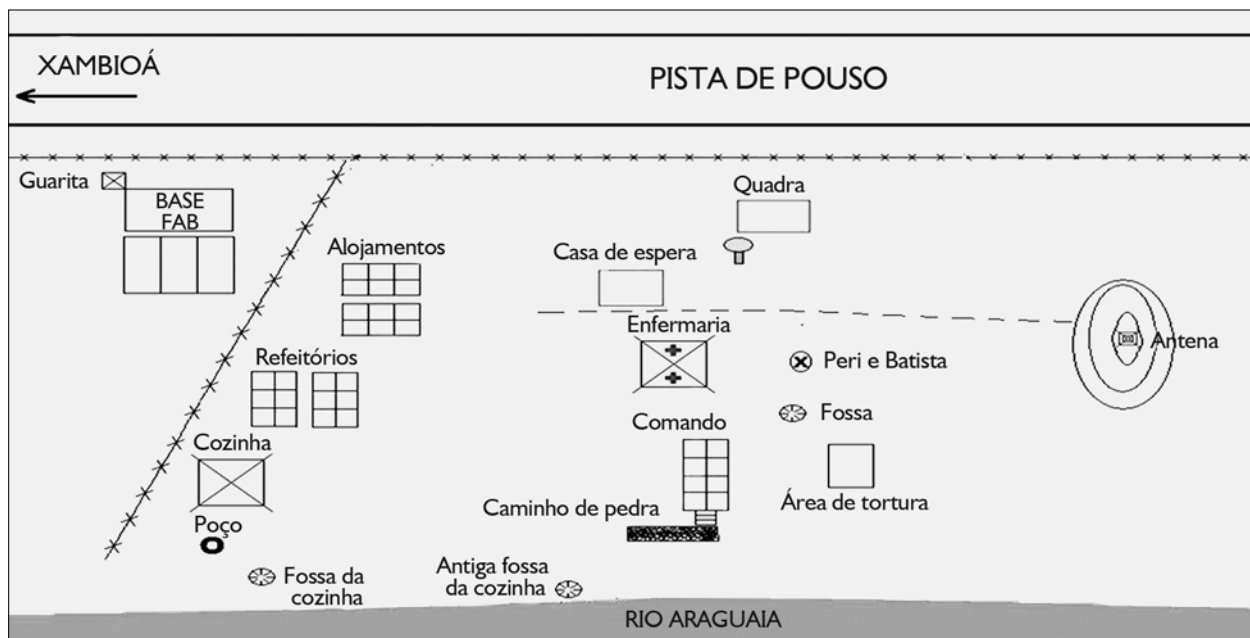 XAMBIOÁ
PISTA DE POUSO
Guarita
BASE
FAB
Quadra
Alojamentos
Casa de espera
Enfermaria
Antena
Refeitórios
Peri e Batista
Fossa
Comando
Cozinha
Área de tortura
Caminho de pedra
Poço
Antiga fossa
da cozinha
Fossa da
cozinha
RIO ARAGUAIA